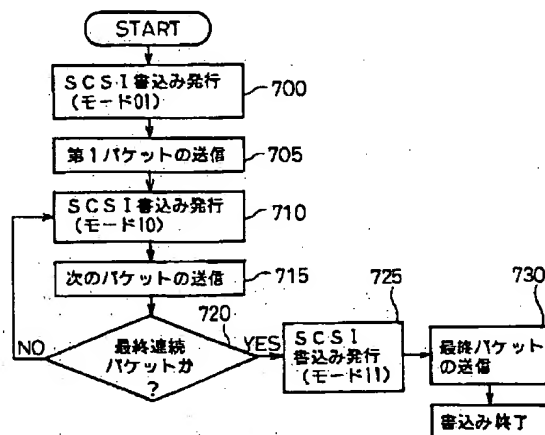 START
SCSI書込み発行
(モード01)
700
第1パケットの送信
705
SCSI書込み発行
(モード10)
710
次のパケットの送信
715
720
最終連続
パケットか
?
NO
YES
725
SCSI
書込み発行
(モード11)
730
最終パケット
の送信
書込み終了